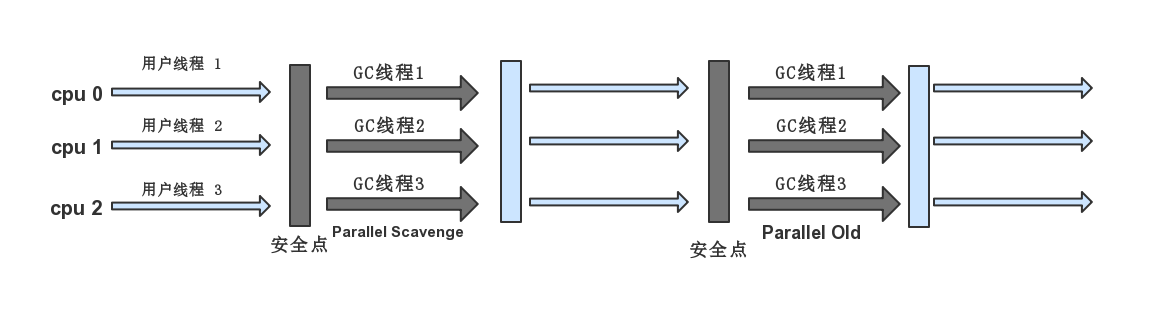 用户线程 1
GC线程1
GC线程1
cpu 0
用户线程 2
GC线程2
GC线程2
cpu 1
用户线程 3
GC线程3
GC线程3
cpu 2
安全点
Parallel Scavenge
安全点
Parallel Old